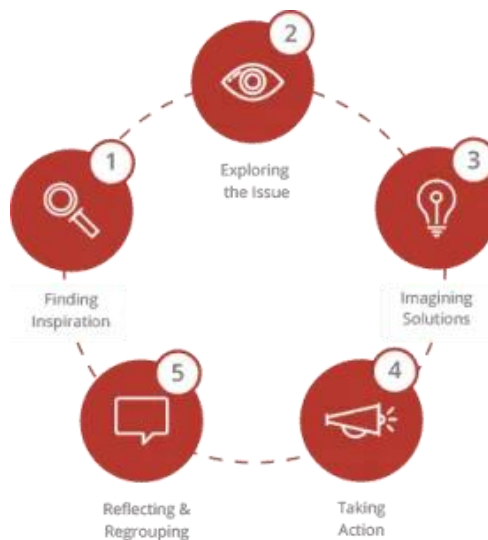 1
Finding
Inspiration
2
Exploring
the Issue
3
Imagining
Solutions
4
Taking
Action
5
Reflecting &
Regrouping